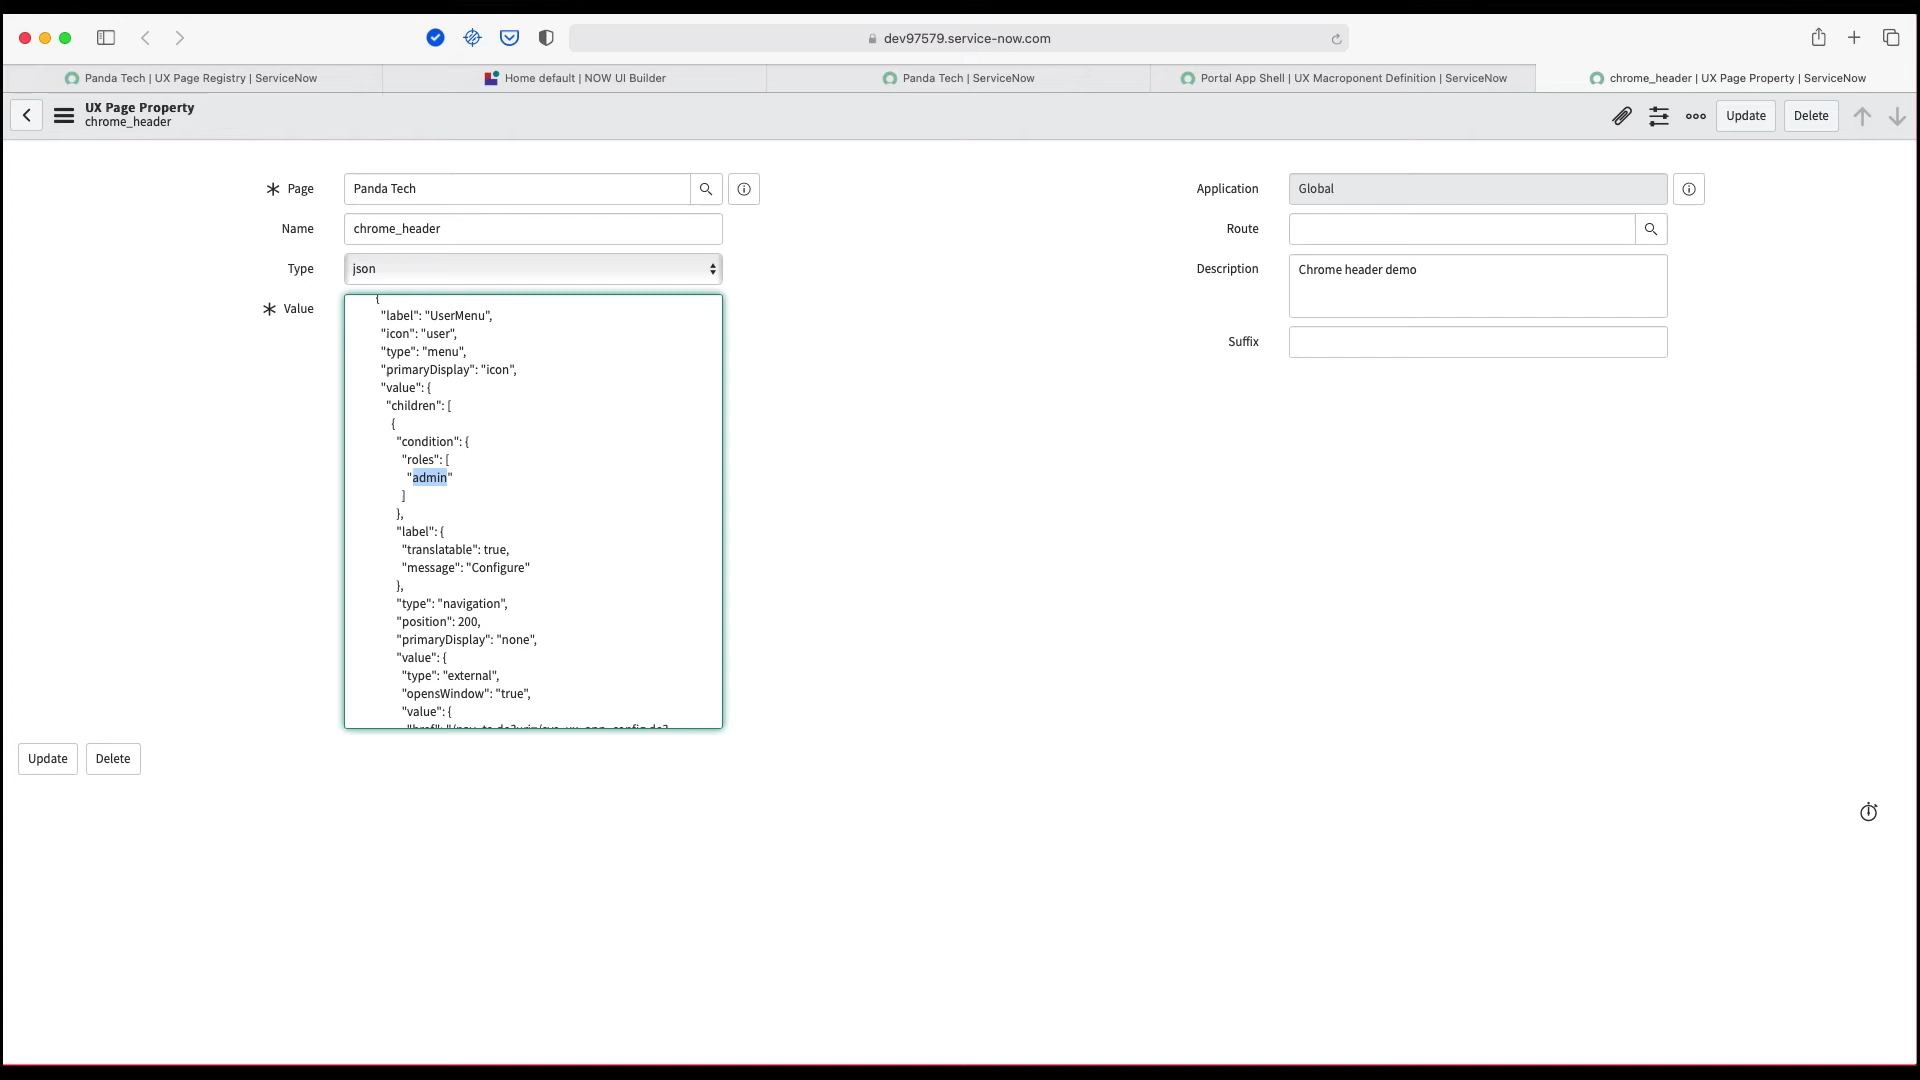 dev97579.service-now.com
Panda Tech | UX Page Registry | ServiceNow
Home default | NOW UI Builder
Panda Tech | ServiceNow
Portal App Shell | UX Macroponent Definition | ServiceNow
chrome_header | UX Page Property | ServiceNow
UX Page Property
chrome_header
Update
Delete
Page
Panda Tech
Name
chrome_header
Type
json
Value
{
"label": "UserMenu",
"icon": "user",
"type": "menu",
"primaryDisplay": "icon",
"value": {
"children": [
{
"condition": {
"roles": [
"admin"
]
},
"label": {
"translatable": true,
"message": "Configure"
},
"type": "navigation",
"position": 200,
"primaryDisplay": "none",
"value": {
"type": "external",
"opensWindow": "true",
"value": {
Application
Global
Route
Description
Chrome header demo
Suffix
Update
Delete